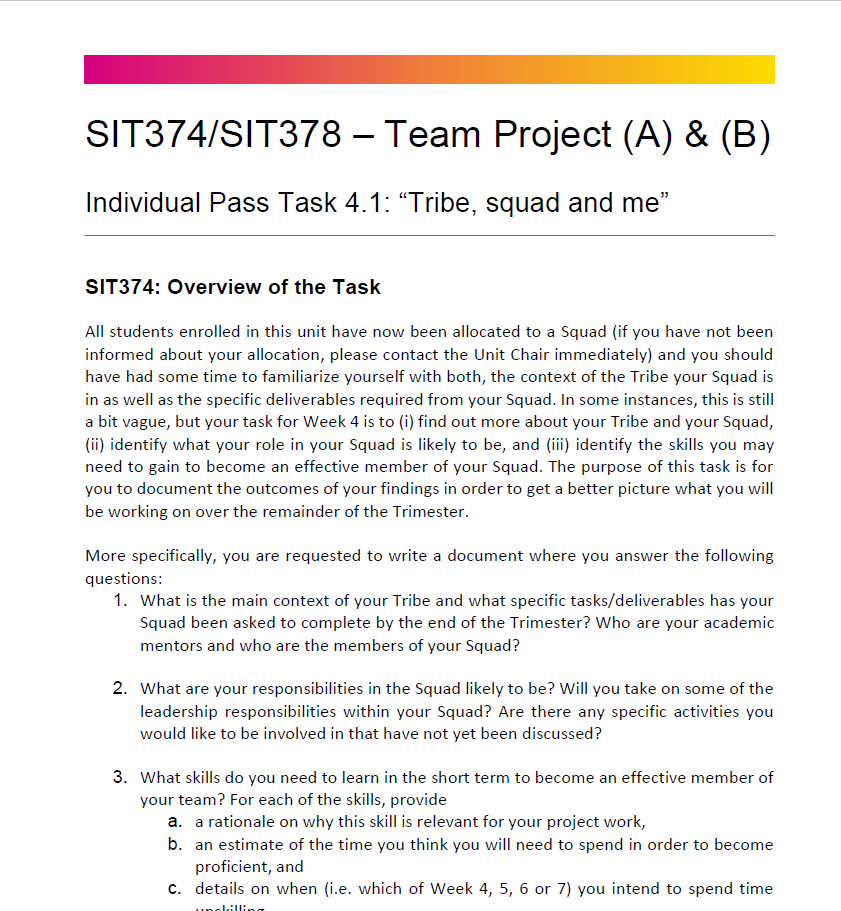 SIT374/SIT378 – Team Project (A) & (B)
Individual Pass Task 4.1: “Tribe, squad and me”
SIT374: Overview of the Task
All students enrolled in this unit have now been allocated to a Squad (if you have not been
informed about your allocation, please contact the Unit Chair immediately) and you should
have had some time to familiarize yourself with both, the context of the Tribe your Squad is
in as well as the specific deliverables required from your Squad. In some instances, this is still
a bit vague, but your task for Week 4 is to (i) find out more about your Tribe and your Squad,
(ii) identify what your role in your Squad is likely to be, and (iii) identify the skills you may
need to gain to become an effective member of your Squad. The purpose of this task is for
you to document the outcomes of your findings in order to get a better picture what you will
be working on over the remainder of the Trimester.
More specifically, you are requested to write a document where you answer the following
questions:
1. What is the main context of your Tribe and what specific tasks/deliverables has your
Squad been asked to complete by the end of the Trimester? Who are your academic
mentors and who are the members of your Squad?
2. What are your responsibilities in the Squad likely to be? Will you take on some of the
leadership responsibilities within your Squad? Are there any specific activities you
would like to be involved in that have not yet been discussed?
3. What skills do you need to learn in the short term to become an effective member of
your team? For each of the skills, provide
a. a rationale on why this skill is relevant for your project work,
b. an estimate of the time you think you will need to spend in order to become
proficient, and
c. details on when (i.e. which of Week 4, 5, 6 or 7) you intend to spend time